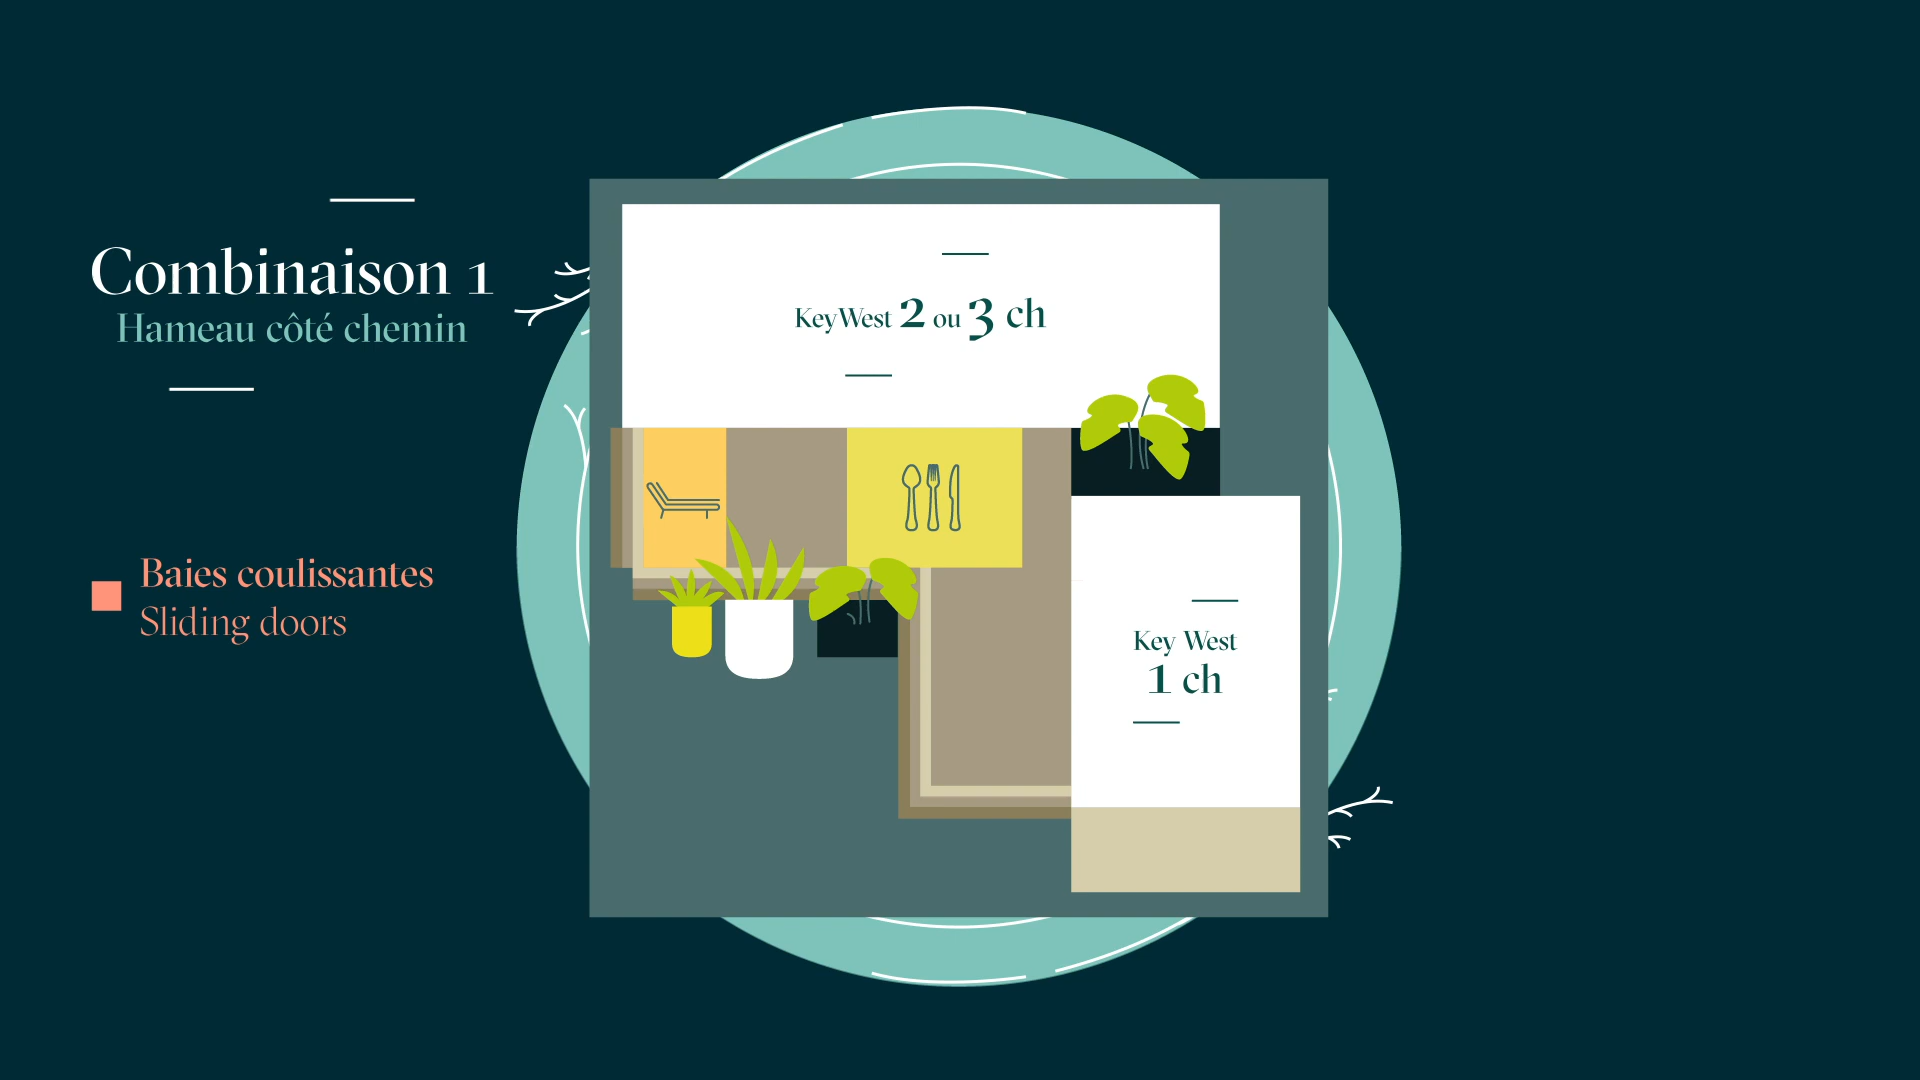 Combinaison 1
Hameau côté chemin
Baies coulissantes
Sliding doors
KeyWest 2 ou 3 ch
Key West
1 ch